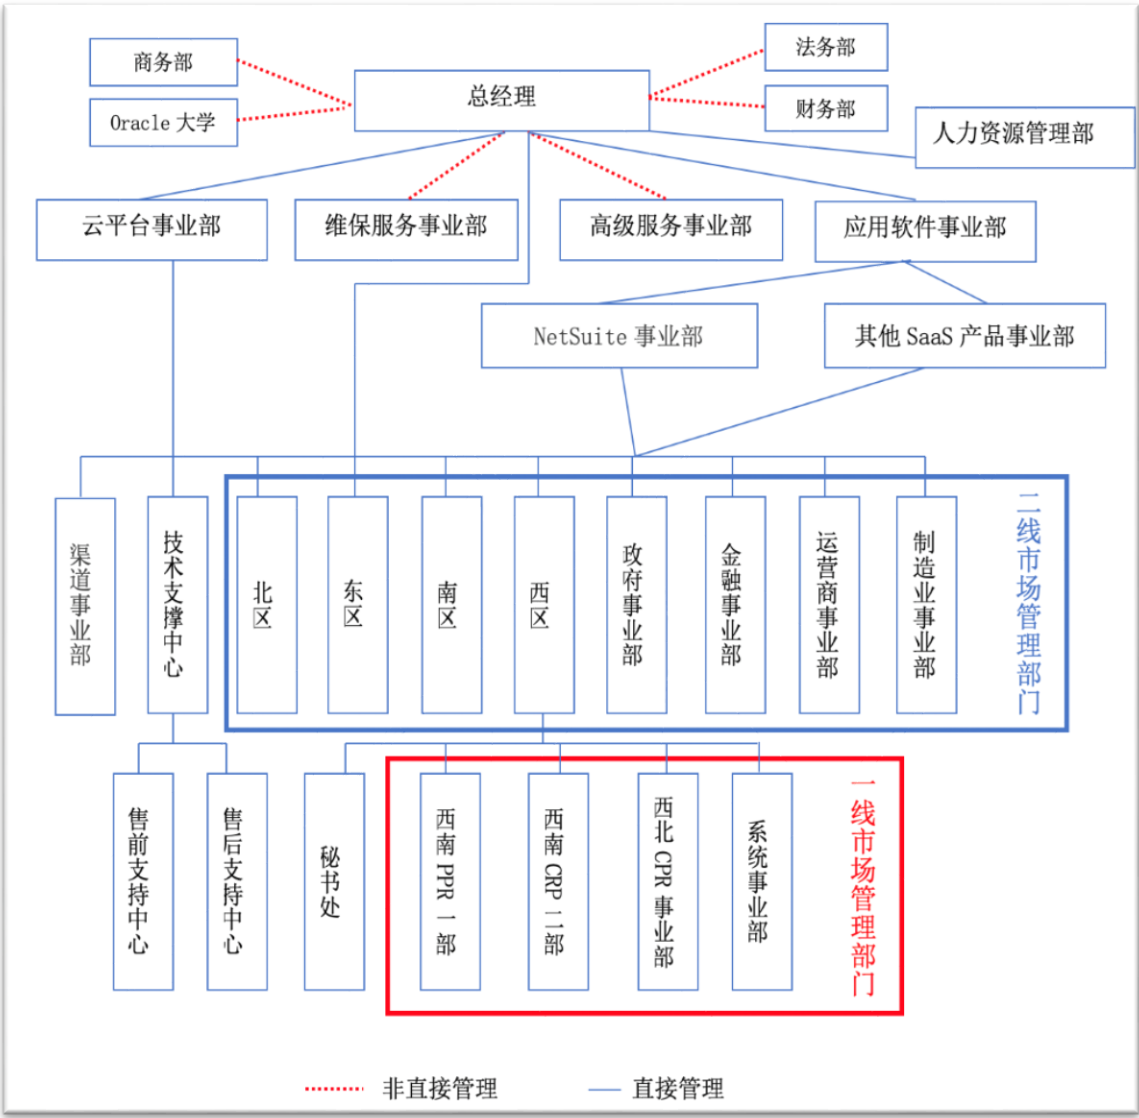 商务部
法务部
总经理
Oracle 大学
财务部
人力资源管理部
云平台事业部
维保服务事业部
高级服务事业部
应用软件事业部
NetSuite 事业部
其他 SaaS 产品事业部
渠道事业部
技术支撑中心
北区
东区
南区
西区
政府事业部
金融事业部
运营商事业部
制造业事业部
二线市场管理部门
售前支持中心
售后支持中心
秘书处
西南 PPR 一部
西南 CRP 二部
西北 CPR 事业部
系统事业部
一线市场管理部门
非直接管理
直接管理